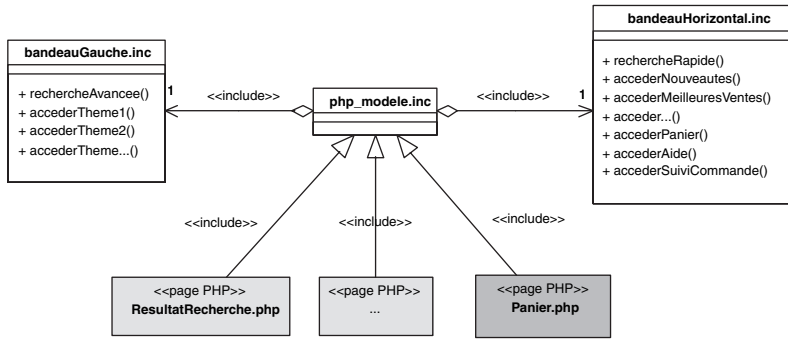 bandeauGauche.inc
+ rechercheAvancee()
+ accederTheme1()
+ accederTheme2()
+ accederTheme...()
1
<<include>>
php_modele.inc
<<include>>
1
bandeauHorizontal.inc
+ rechercheRapide()
+ accederNouveautes()
+ accederMeilleuresVentes()
+ acceder...()
+ accederPanier()
+ accederAide()
+ accederSuiviCommande()
<<include>>
<<include>>
<<include>>
<<page PHP>>
ResultatRecherche.php
<<page PHP>>
...
<<page PHP>>
Panier.php